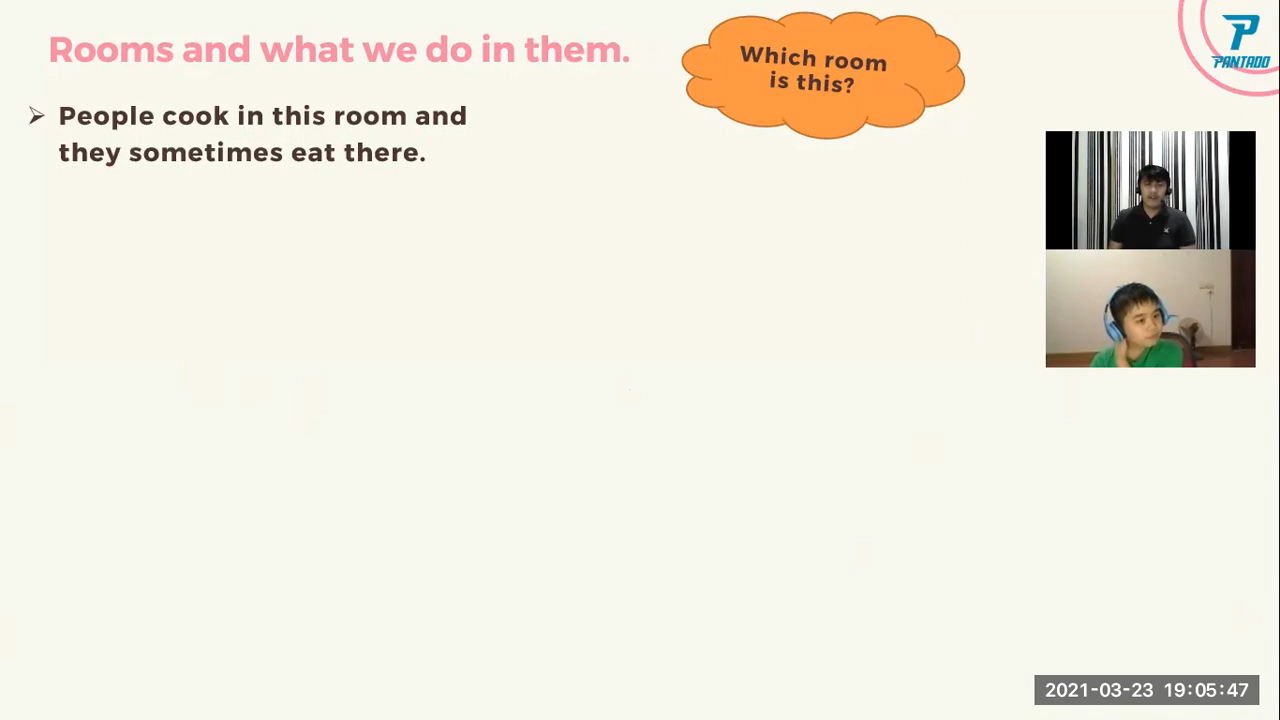 Rooms and what we do in them.
Which room
is this?
PANTADO
➢ People cook in this room and
they sometimes eat there.
2021-03-23 19:05:47